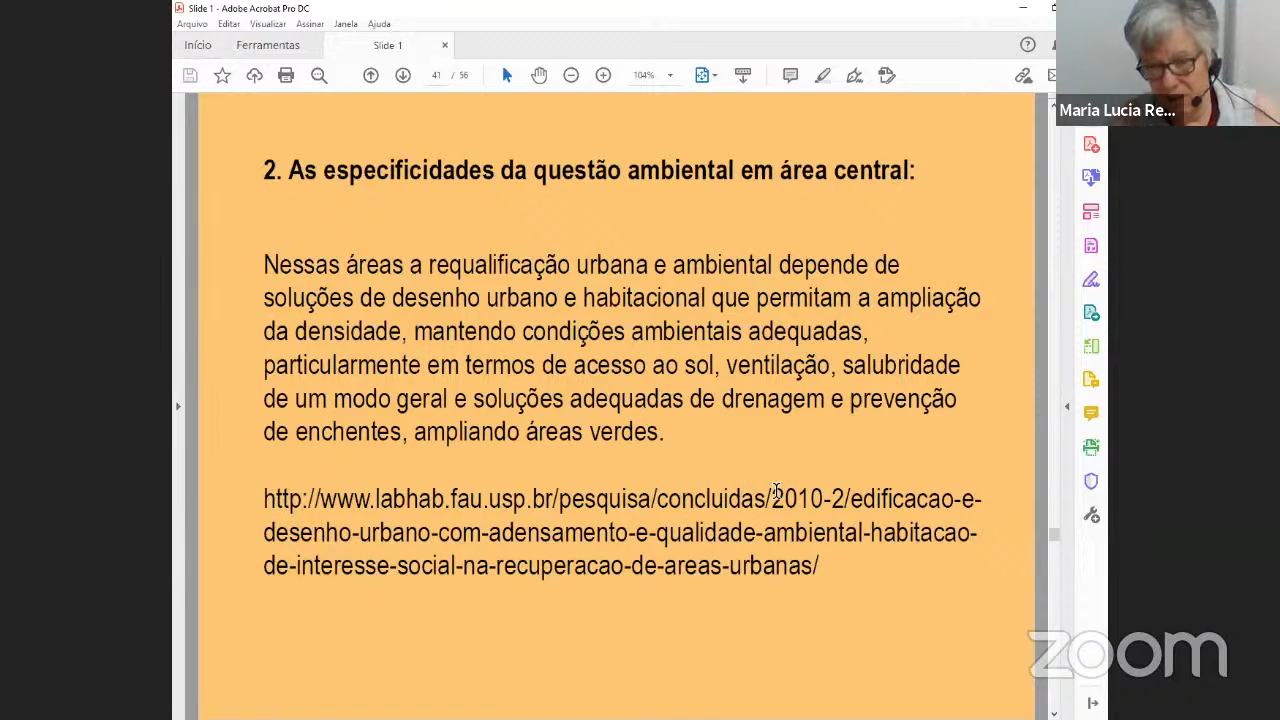 Slide 1 - Adobe Acrobat Pro DC
Arquivo Editar Visualizar Assinar Janela Ajuda
Início Ferramentas Slide 1
41 / 56 104%
Maria Lucia Re...
2. As especificidades da questão ambiental em área central:
Nessas áreas a requalificação urbana e ambiental depende de
soluções de desenho urbano e habitacional que permitam a ampliação
da densidade, mantendo condições ambientais adequadas,
particularmente em termos de acesso ao sol, ventilação, salubridade
de um modo geral e soluções adequadas de drenagem e prevenção
de enchentes, ampliando áreas verdes.
http://www.labhab.fau.usp.br/pesquisa/concluidas/2010-2/edificacao-e-
desenho-urbano-com-adensamento-e-qualidade-ambiental-habitacao-
de-interesse-social-na-recuperacao-de-areas-urbanas/
zoom